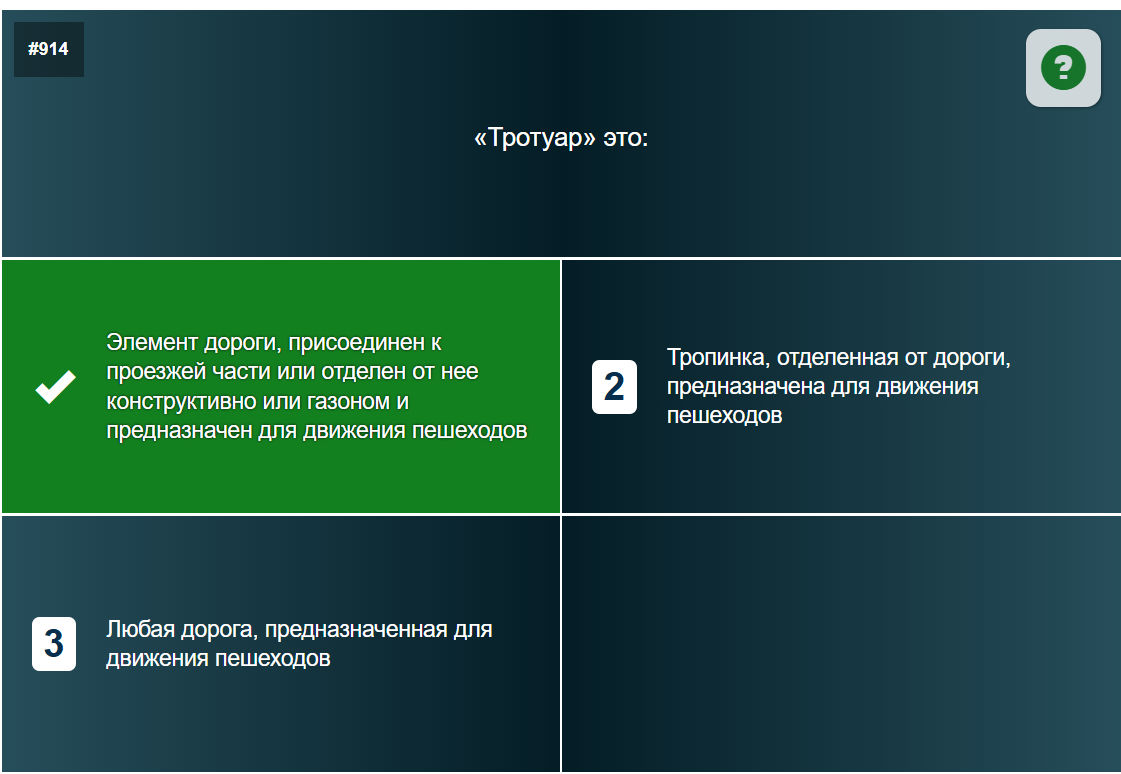 #914
?
«Тротуар» это:
Элемент дороги, присоединен к
проезжей части или отделен от нее
конструктивно или газоном и
предназначен для движения пешеходов
2
Тропинка, отделенная от дороги,
предназначена для движения
пешеходов
3
Любая дорога, предназначенная для
движения пешеходов